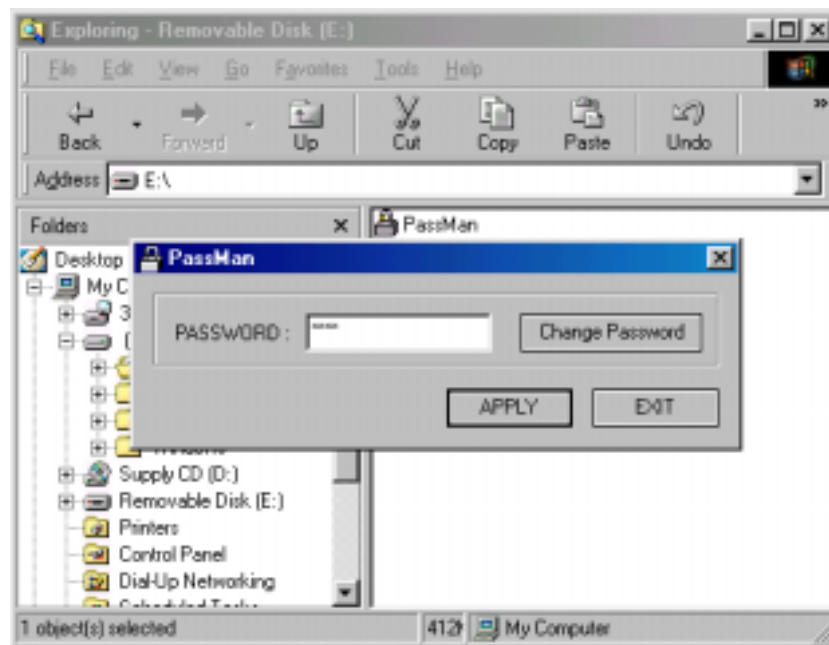 Exploring - Removable Disk (E:)
File Edit View Go Favorites Tools Help
Back Forward Up Cut Copy Paste Undo
Address E:\
Folders
PassMan
Desktop
My C
3
PassMan
PASSWORD :
Change Password
APPLY EXIT
Supply CD (D:)
Removable Disk (E:)
Printers
Control Panel
Dial-Up Networking
1 object(s) selected
My Computer